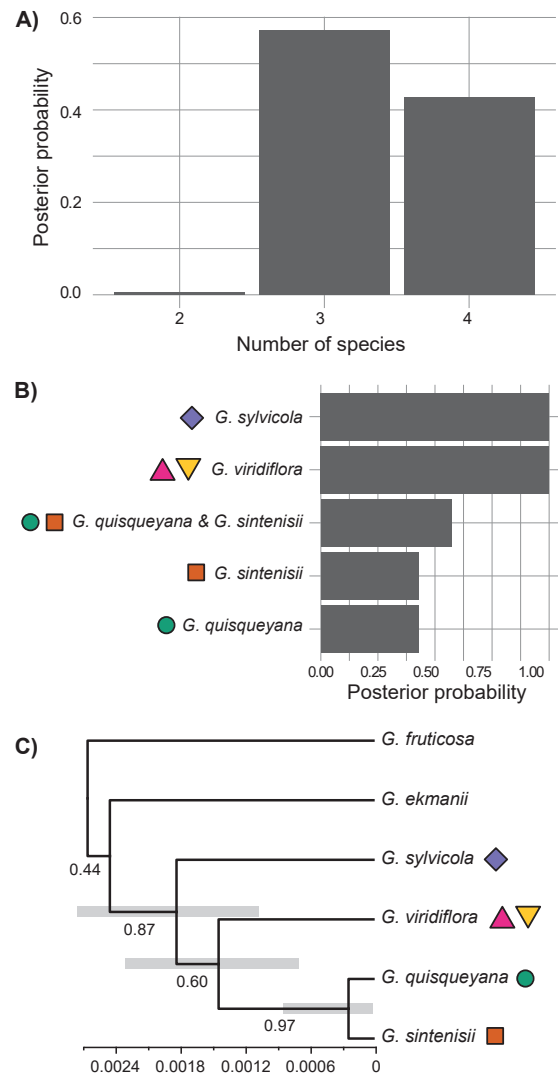 A)
Posterior probability
0.6
0.4
0.2
0.0
2 3 4
Number of species
B)
G. sylvicola
G. viridiflora
G. quisqueyana & G. sintenisii
G. sintenisii
G. quisqueyana
0.00 0.25 0.50 0.75 1.00
Posterior probability
C)
G. fruticosa
G. ekmanii
G. sylvicola
0.44
G. viridiflora
0.87
G. quisqueyana
0.60
0.97
G. sintenisii
0.0024 0.0018 0.0012 0.0006 0